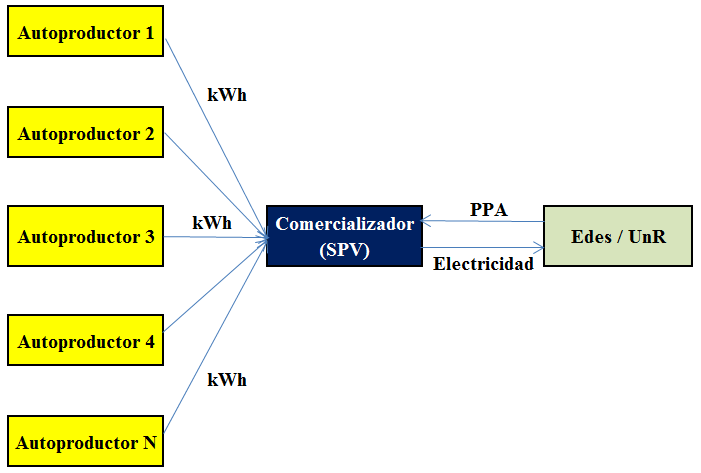 Autoproductor 1
kWh
Autoproductor 2
Autoproductor 3
kWh
Comercializador
(SPV)
PPA
Electricidad
Edes / UnR
Autoproductor 4
kWh
Autoproductor N